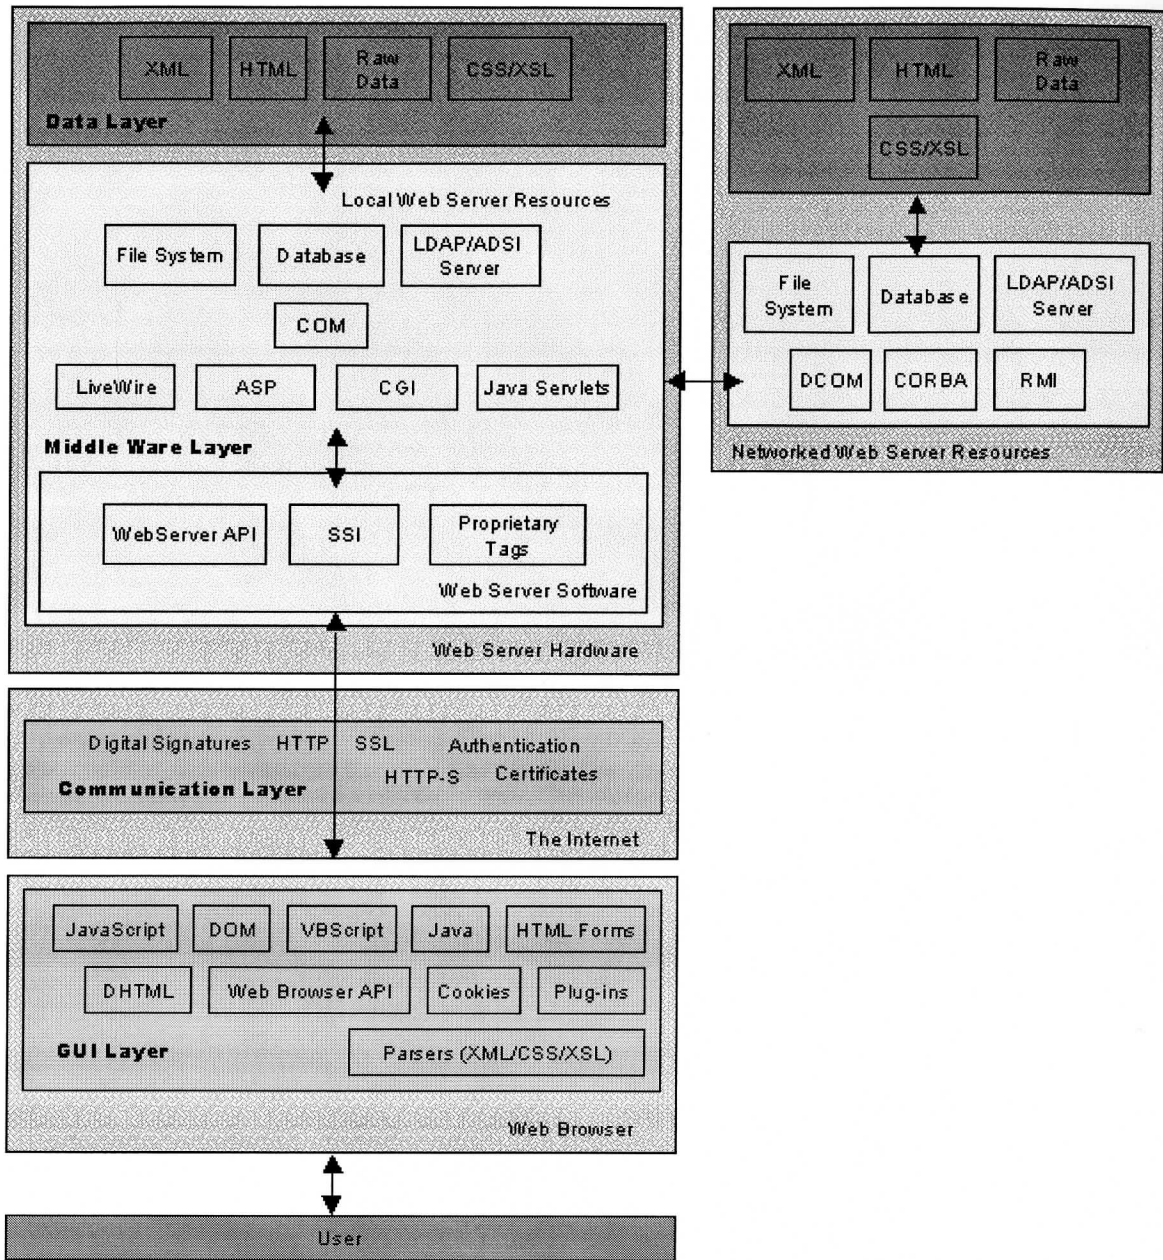 XML
HTML
Raw
Data
CSS/XSL
Data Layer
Local Web Server Resources
File System
Database
LDAP/ADSI
Server
COM
LiveWire
ASP
CGI
Java Servlets
Middle Ware Layer
WebServer API
SSI
Proprietary
Tags
Web Server Software
Web Server Hardware
XML
HTML
Raw
Data
CSS/XSL
File
System
Database
LDAP/ADSI
Server
DCOM
CORBA
RMI
Networked Web Server Resources
Digital Signatures
HTTP
SSL
Authentication
HTTP-S
Certificates
Communication Layer
The Internet
JavaScript
DOM
VBScript
Java
HTML Forms
DHTML
Web Browser API
Cookies
Plug-ins
GUI Layer
Parsers (XML/CSS/XSL)
Web Browser
User